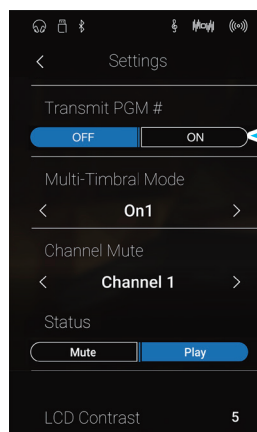 Settings
Transmit PGM #
OFF ON
Multi-Timbral Mode
< On1 >
Channel Mute
< Channel 1 >
Status
Mute Play
LCD Contrast 5